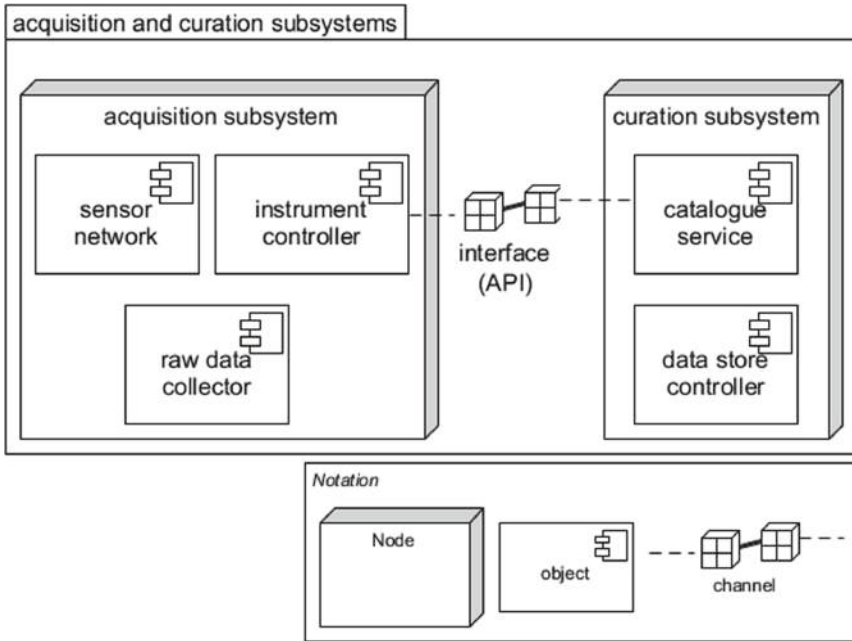 acquisition and curation subsystems
acquisition subsystem
curation subsystem
sensor
network
instrument
controller
catalogue
service
interface
(API)
raw data
collector
data store
controller
Notation
Node
object
channel